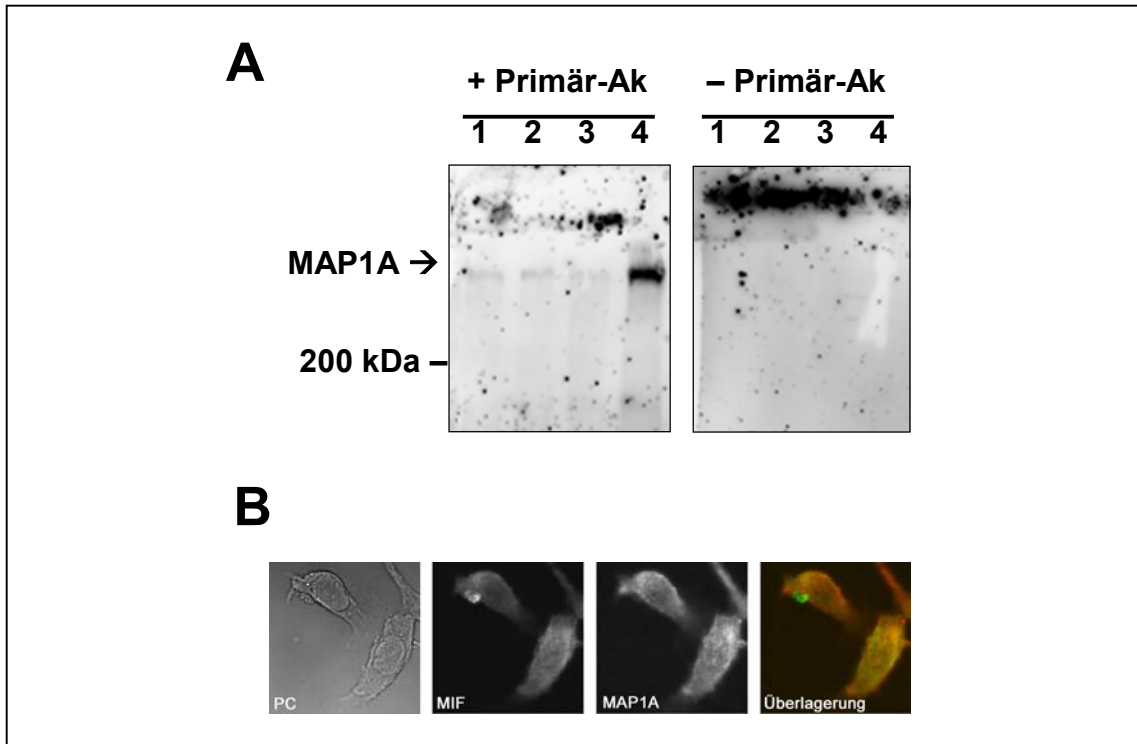 A
+ Primär-Ak
– Primär-Ak
1 2 3 4
1 2 3 4
MAP1A →
200 kDa –
B
PC
MIF
MAP1A
Überlagerung